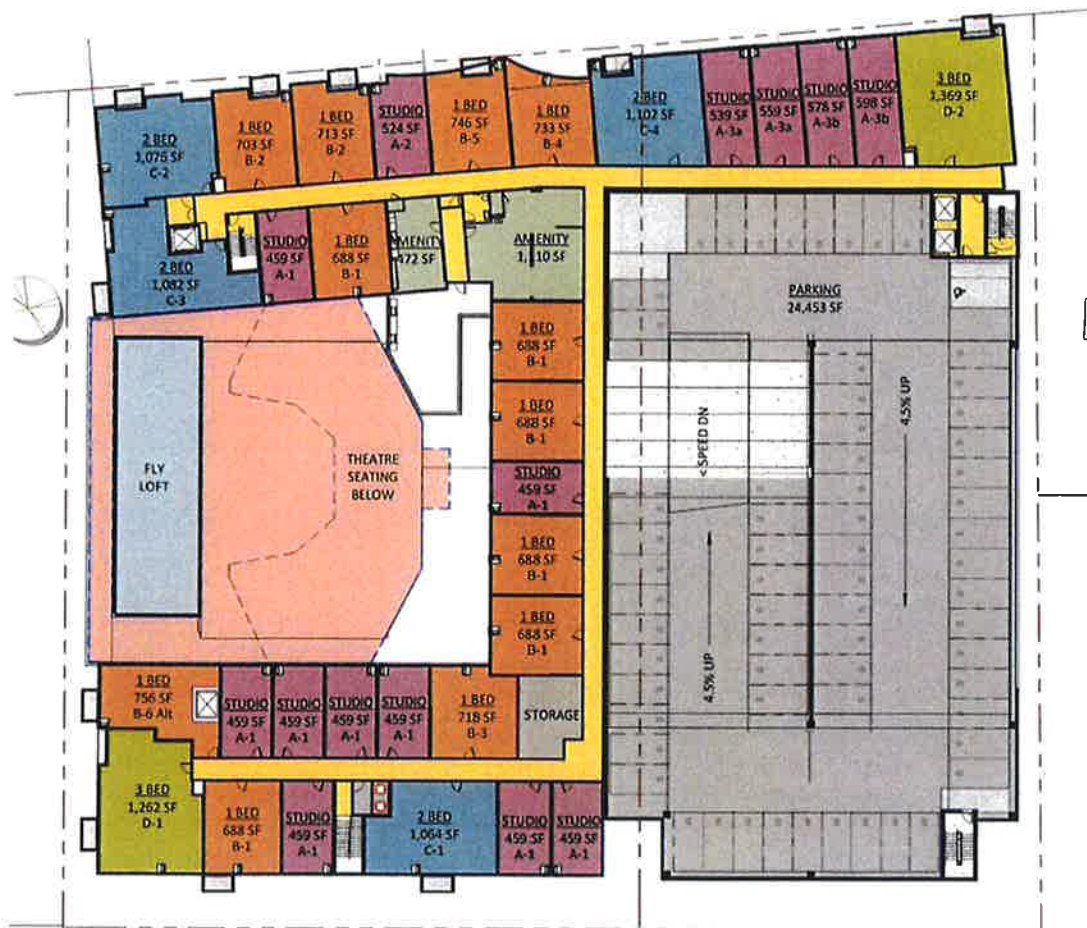 2 BED
1,076 SF
C-2
1 BED
703 SF
B-2
1 BED
713 SF
B-2
STUDIO
524 SF
A-2
1 BED
746 SF
B-5
1 BED
733 SF
B-4
2 BED
1,107 SF
C-4
STUDIO
539 SF
A-3a
STUDIO
559 SF
A-3a
STUDIO
578 SF
A-3b
STUDIO
598 SF
A-3b
3 BED
1,369 SF
D-2
2 BED
1,082 SF
C-3
STUDIO
459 SF
A-1
1 BED
688 SF
B-1
AMENITY
472 SF
AMENITY
PARKING
24,453 SF
1 BED
688 SF
B-1
1 BED
688 SF
B-1
STUDIO
459 SF
A-1
1 BED
688 SF
B-1
1 BED
688 SF
B-1
FLY
LOFT
THEATRE
SEATING
BELOW
< SPEED DN
4.5% UP
4.5% UP
1 BED
756 SF
B-6 Alt
STUDIO
459 SF
A-1
STUDIO
459 SF
A-1
STUDIO
459 SF
A-1
STUDIO
459 SF
A-1
1 BED
718 SF
B-3
STORAGE
3 BED
1,262 SF
D-1
1 BED
688 SF
B-1
STUDIO
459 SF
A-1
2 BED
1,064 SF
C-1
STUDIO
459 SF
A-1
STUDIO
459 SF
A-1